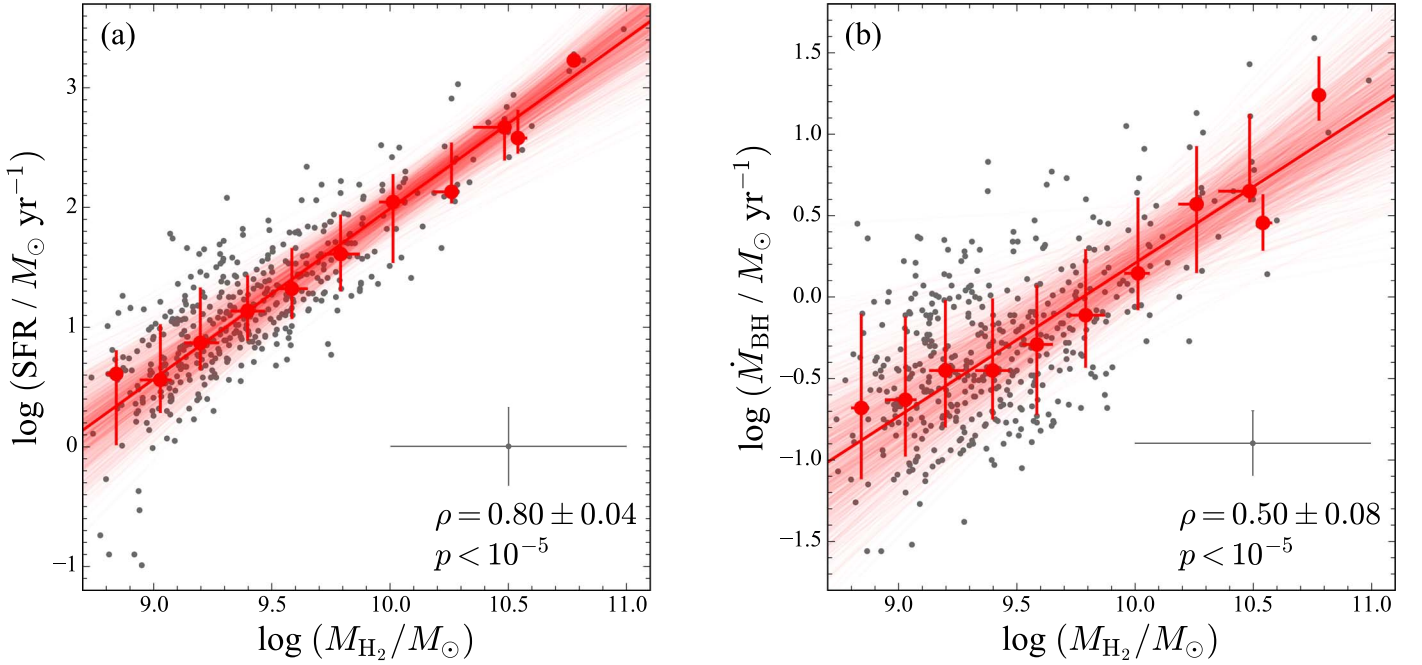 (a)
log (SFR / M⊙ yr⁻¹)
3
2
1
0
−1
9.0 9.5 10.0 10.5 11.0
log (M_H₂/M⊙)
ρ = 0.80 ± 0.04
p < 10⁻⁵
(b)
log (Ṁ_BH / M⊙ yr⁻¹)
1.5
1.0
0.5
0.0
−0.5
−1.0
−1.5
9.0 9.5 10.0 10.5 11.0
log (M_H₂/M⊙)
ρ = 0.50 ± 0.08
p < 10⁻⁵